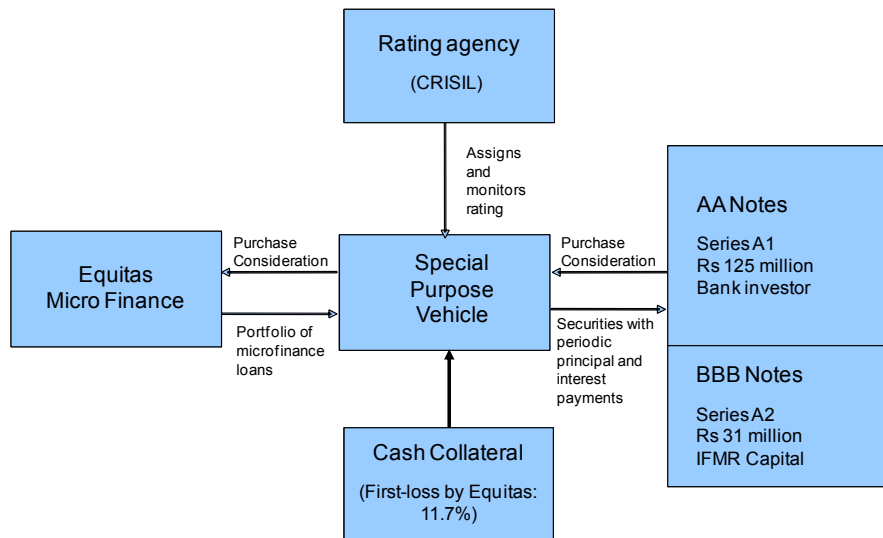 Rating agency
(CRISIL)
Assigns
and
monitors
rating
Equitas
Micro Finance
Purchase
Consideration
Portfolio of
microfinance
loans
Special
Purpose
Vehicle
Purchase
Consideration
Securities with
periodic
principal and
interest
payments
AA Notes
Series A1
Rs 125 million
Bank investor
BBB Notes
Series A2
Rs 31 million
IFMR Capital
Cash Collateral
(First-loss by Equitas:
11.7%)